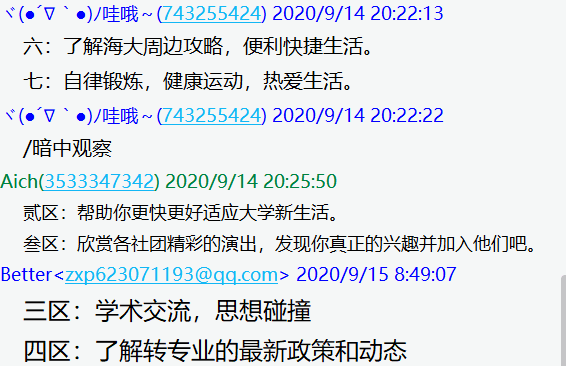 ヾ(●´∇｀●)ﾉ哇哦～(743255424) 2020/9/14 20:22:13
六：了解海大周边攻略，便利快捷生活。
七：自律锻炼，健康运动，热爱生活。
ヾ(●´∇｀●)ﾉ哇哦～(743255424) 2020/9/14 20:22:22
/暗中观察
Aich(3533347342) 2020/9/14 20:25:50
贰区：帮助你更快更好适应大学新生活。
叁区：欣赏各社团精彩的演出，发现你真正的兴趣并加入他们吧。
Better<zxp623071193@qq.com> 2020/9/15 8:49:07
三区：学术交流，思想碰撞
四区：了解转专业的最新政策和动态